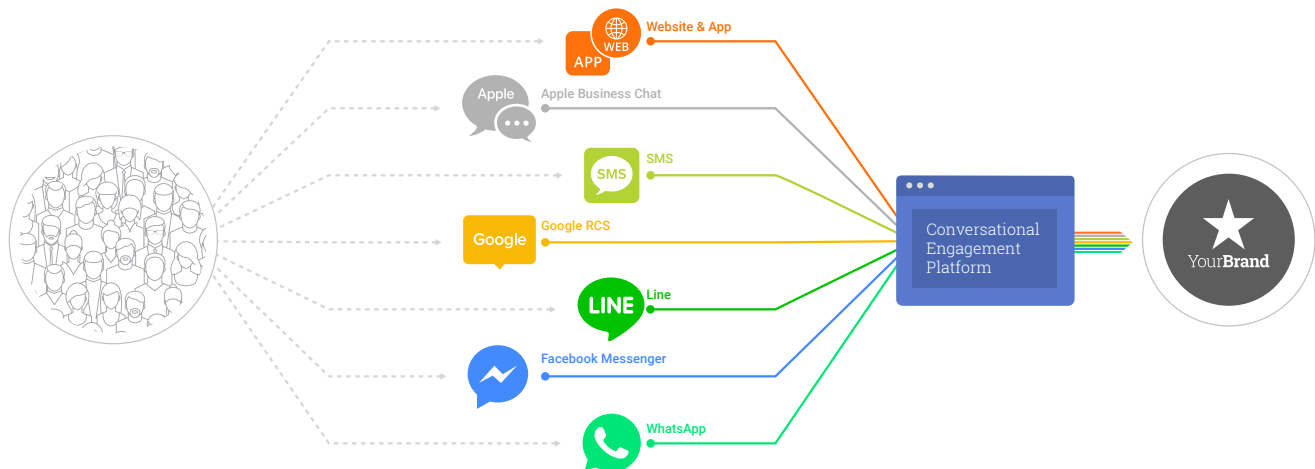 WEB
APP
Website & App
Apple
Apple Business Chat
SMS
SMS
Google
Google RCS
LINE
Line
Facebook Messenger
WhatsApp
Conversational
Engagement
Platform
YourBrand